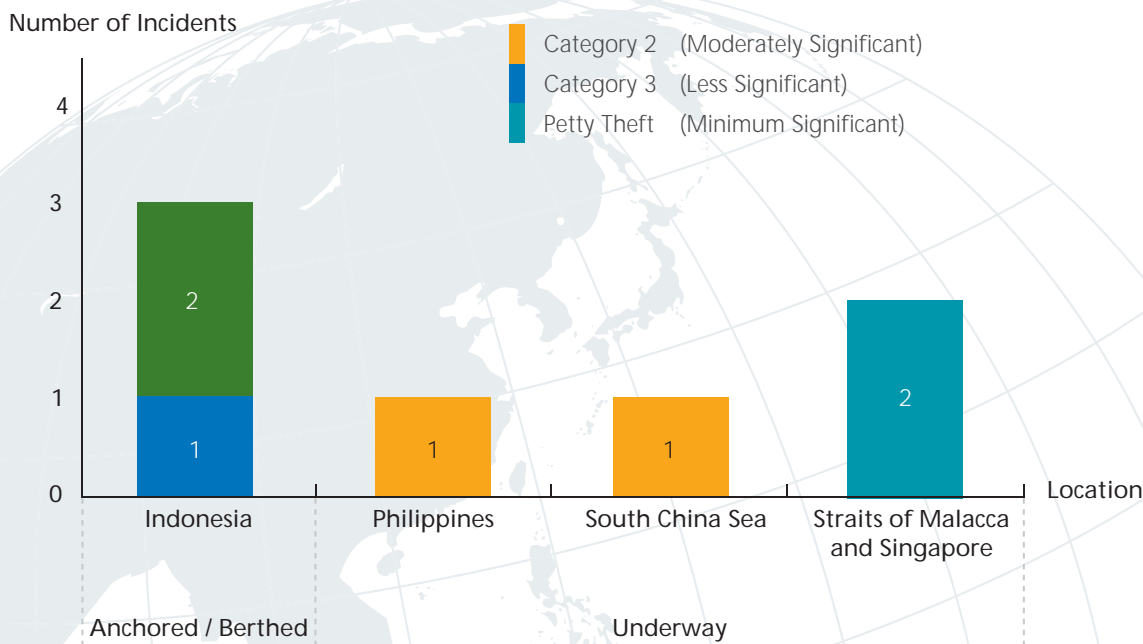 Number of Incidents
Category 2 (Moderately Significant)
Category 3 (Less Significant)
Petty Theft (Minimum Significant)
4
3
2
1
0
2
1
1
1
2
Location
Indonesia
Philippines
South China Sea
Straits of Malacca
and Singapore
Anchored / Berthed
Underway